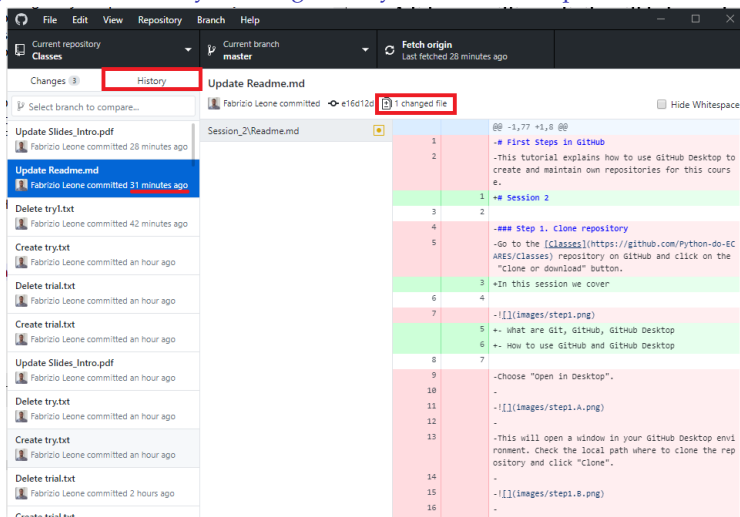 File Edit View Repository Branch Help
Current repository
Classes
Current branch
master
Fetch origin
Last fetched 28 minutes ago
Changes 3
History
Select branch to compare...
Update Slides_Intro.pdf
Fabrizio Leone committed 28 minutes ago
Update Readme.md
Fabrizio Leone committed 31 minutes ago
Delete try1.txt
Fabrizio Leone committed 42 minutes ago
Create try.txt
Fabrizio Leone committed an hour ago
Delete trial.txt
Fabrizio Leone committed an hour ago
Create trial.txt
Fabrizio Leone committed an hour ago
Update Slides_Intro.pdf
Fabrizio Leone committed an hour ago
Delete try.txt
Fabrizio Leone committed an hour ago
Create try.txt
Fabrizio Leone committed an hour ago
Delete trial.txt
Fabrizio Leone committed 2 hours ago
Create trial.txt
Update Readme.md
Fabrizio Leone committed e16d12d 1 changed file
Hide Whitespace
Session_2\Readme.md
@@ -1,77 +1,8 @@
1 -# First Steps in GitHub
2 -This tutorial explains how to use GitHub Desktop to
create and maintain own repositories for this cours
e.
1 +# Session 2
3 2
4 -### Step 1. Clone repository
5 -Go to the [Classes](https://github.com/Python-do-EC
ARES/Classes) repository on GitHub and click on the
"Clone or download" button.
3 +In this session we cover
6 4
7 -![](images/step1.png)
5 +- What are Git, GitHub, GitHub Desktop
6 +- How to use GitHub and GitHub Desktop
8 7
9 -Choose "Open in Desktop".
10 -
11 -![](images/step1.A.png)
12 -
13 -This will open a window in your GitHub Desktop envi
ronment. Check the local path where to clone the rep
ository and click "Clone".
14 -
15 -![](images/step1.B.png)
16 -